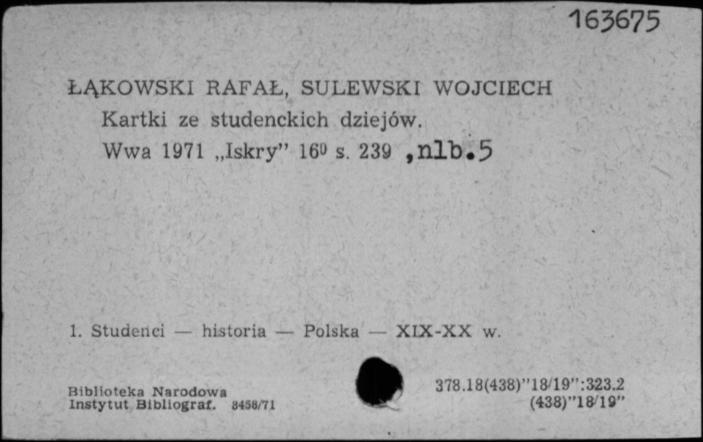 163675
ŁĄKOWSKI RAFAŁ, SULEWSKI WOJCIECH
Kartki ze studenckich dziejów.
Wwa 1971 „Iskry” 16⁰ s. 239 ,nlb.5
1. Studenci — historia — Polska — XIX-XX w.
Biblioteka Narodowa
Instytut Bibliograf. 8458/71
378.18(438)”18/19”:323.2
(438)”18/19”